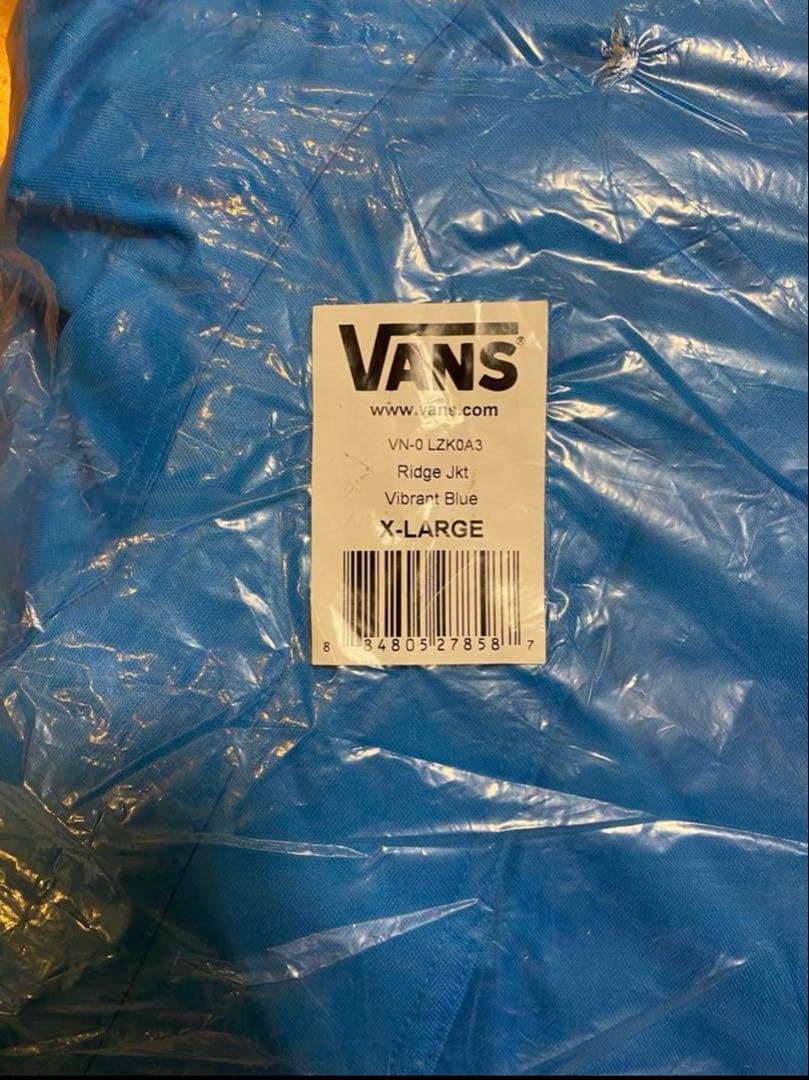 VANS®
www.vans.com
VN-0 LZK0A3
Ridge Jkt
Vibrant Blue
X-LARGE
8 84805 27858 7